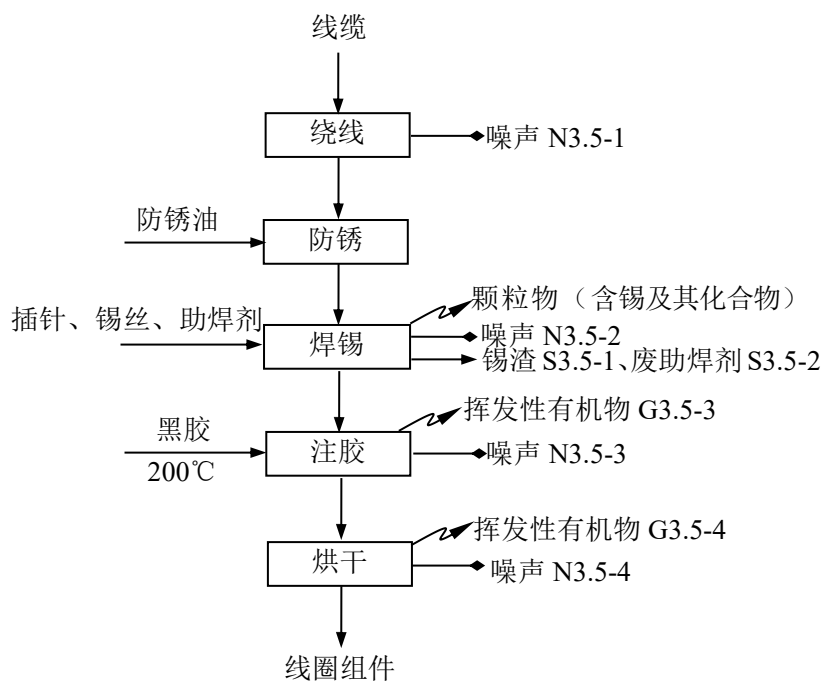 线缆
绕线
噪声 N3.5-1
防锈油
防锈
插针、锡丝、助焊剂
焊锡
颗粒物（含锡及其化合物）
噪声 N3.5-2
锡渣 S3.5-1、废助焊剂 S3.5-2
黑胶
200℃
注胶
挥发性有机物 G3.5-3
噪声 N3.5-3
烘干
挥发性有机物 G3.5-4
噪声 N3.5-4
线圈组件